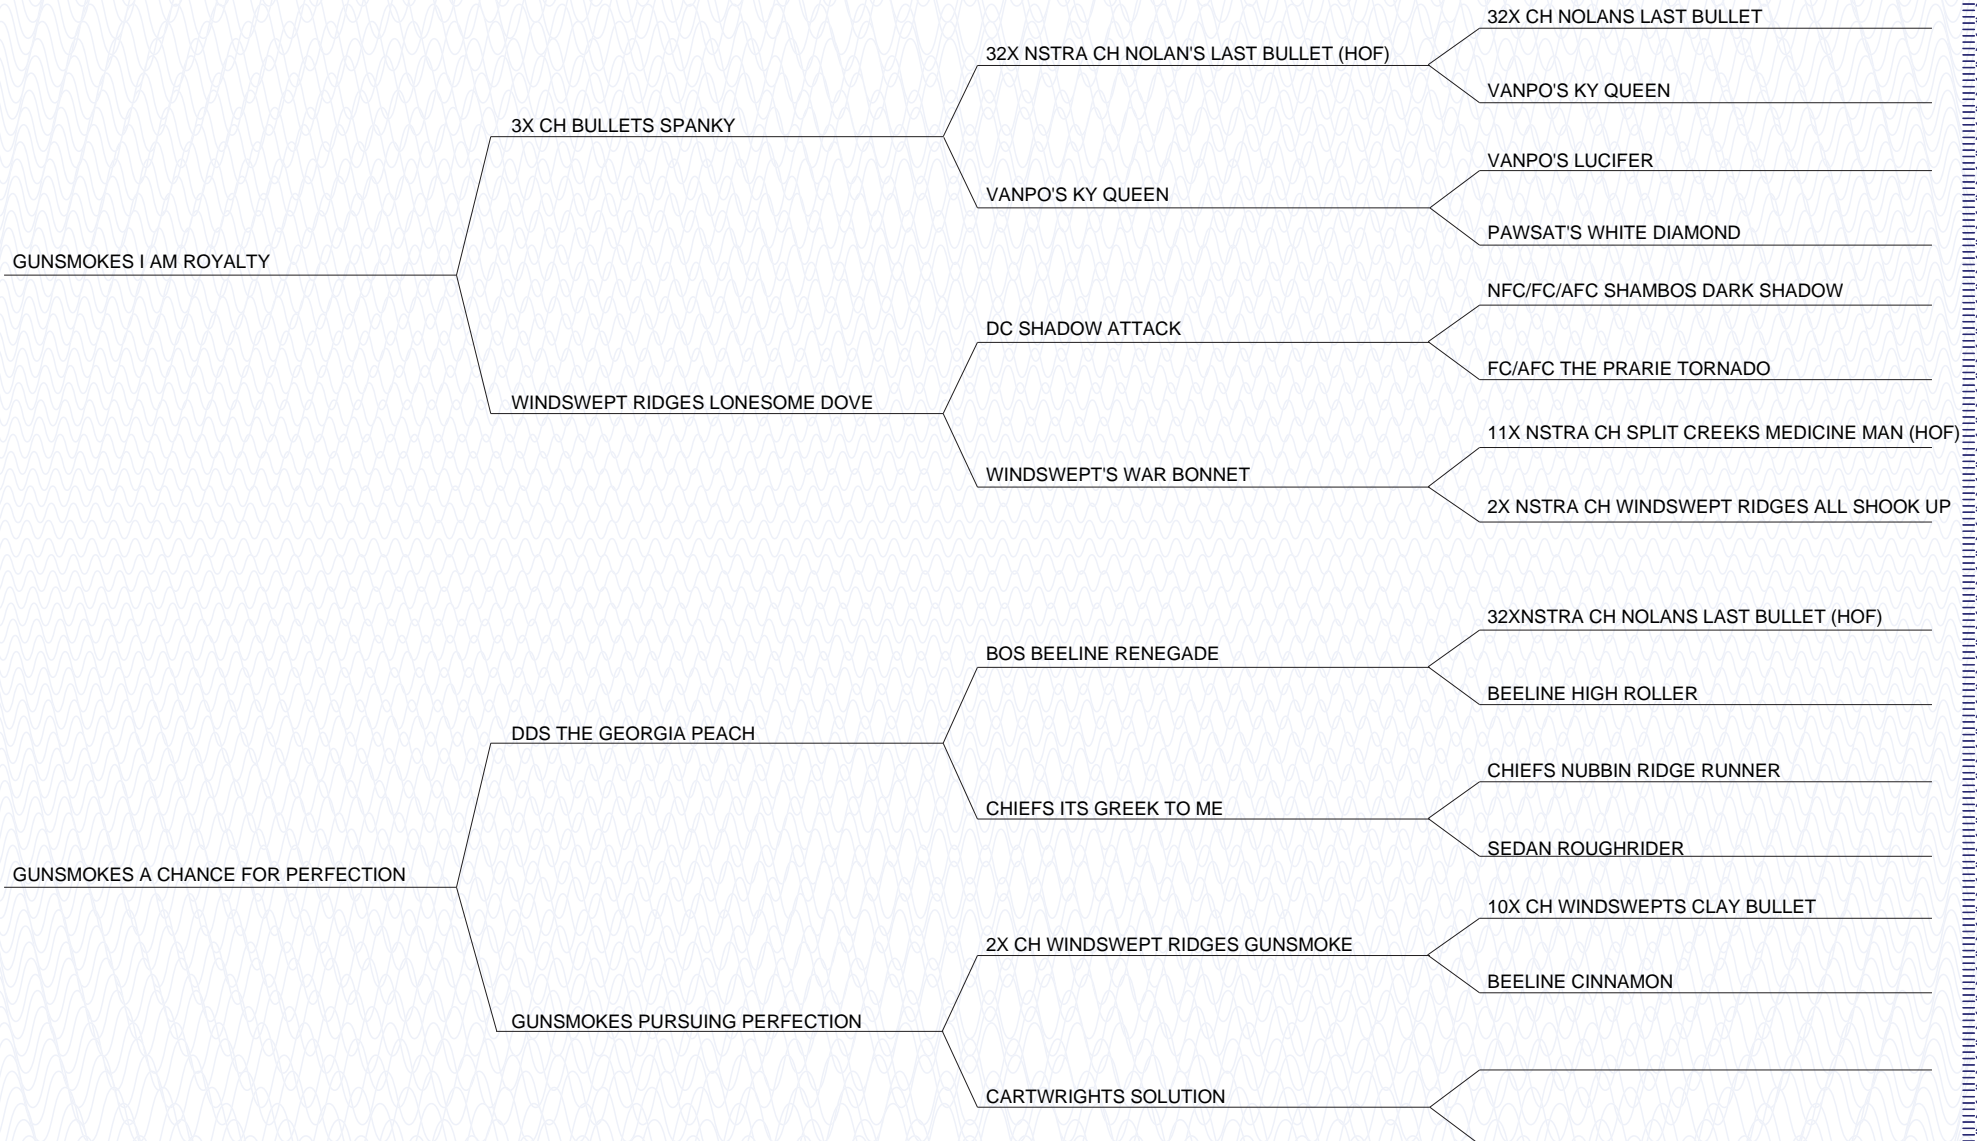 32X CH NOLANS LAST BULLET
32X NSTRA CH NOLAN'S LAST BULLET (HOF)
VANPO'S KY QUEEN
3X CH BULLETS SPANKY
VANPO'S LUCIFER
VANPO'S KY QUEEN
PAWSAT'S WHITE DIAMOND
GUNSMOKES I AM ROYALTY
NFC/FC/AFC SHAMBOS DARK SHADOW
DC SHADOW ATTACK
FC/AFC THE PRARIE TORNADO
WINDSWEPT RIDGES LONESOME DOVE
11X NSTRA CH SPLIT CREEKS MEDICINE MAN (HOF)
WINDSWEPT'S WAR BONNET
2X NSTRA CH WINDSWEPT RIDGES ALL SHOOK UP
32XNSTRA CH NOLANS LAST BULLET (HOF)
BOS BEELINE RENEGADE
BEELINE HIGH ROLLER
DDS THE GEORGIA PEACH
CHIEFS NUBBIN RIDGE RUNNER
CHIEFS ITS GREEK TO ME
SEDAN ROUGHRIDER
GUNSMOKES A CHANCE FOR PERFECTION
10X CH WINDSWEPTS CLAY BULLET
2X CH WINDSWEPT RIDGES GUNSMOKE
BEELINE CINNAMON
GUNSMOKES PURSUING PERFECTION
CARTWRIGHTS SOLUTION